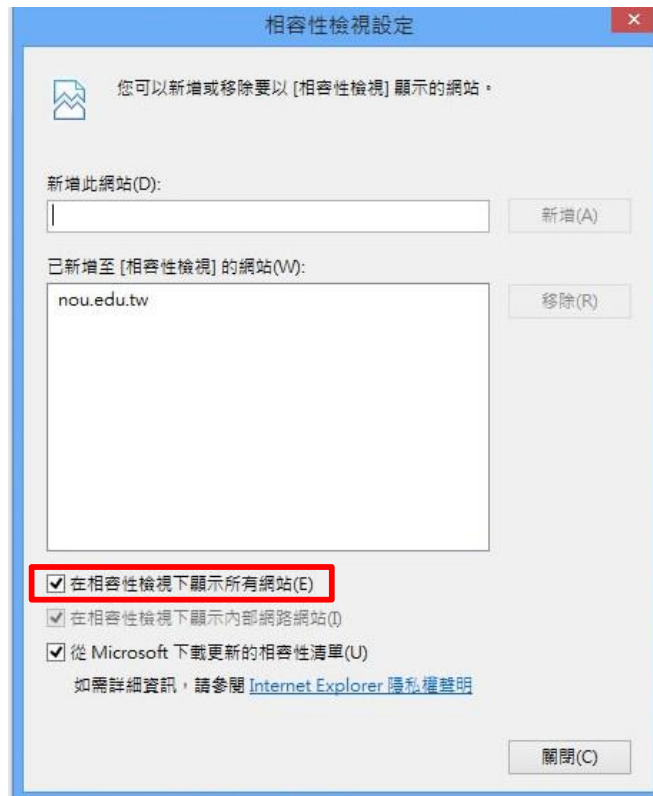 相容性檢視設定
您可以新增或移除要以 [相容性檢視] 顯示的網站。
新增此網站(D):
新增(A)
已新增至 [相容性檢視] 的網站(W):
nou.edu.tw
移除(R)
在相容性檢視下顯示所有網站(E)
在相容性檢視下顯示內部網路網站(I)
從 Microsoft 下載更新的相容性清單(U)
如需詳細資訊，請參閱 Internet Explorer 隱私權聲明
關閉(C)